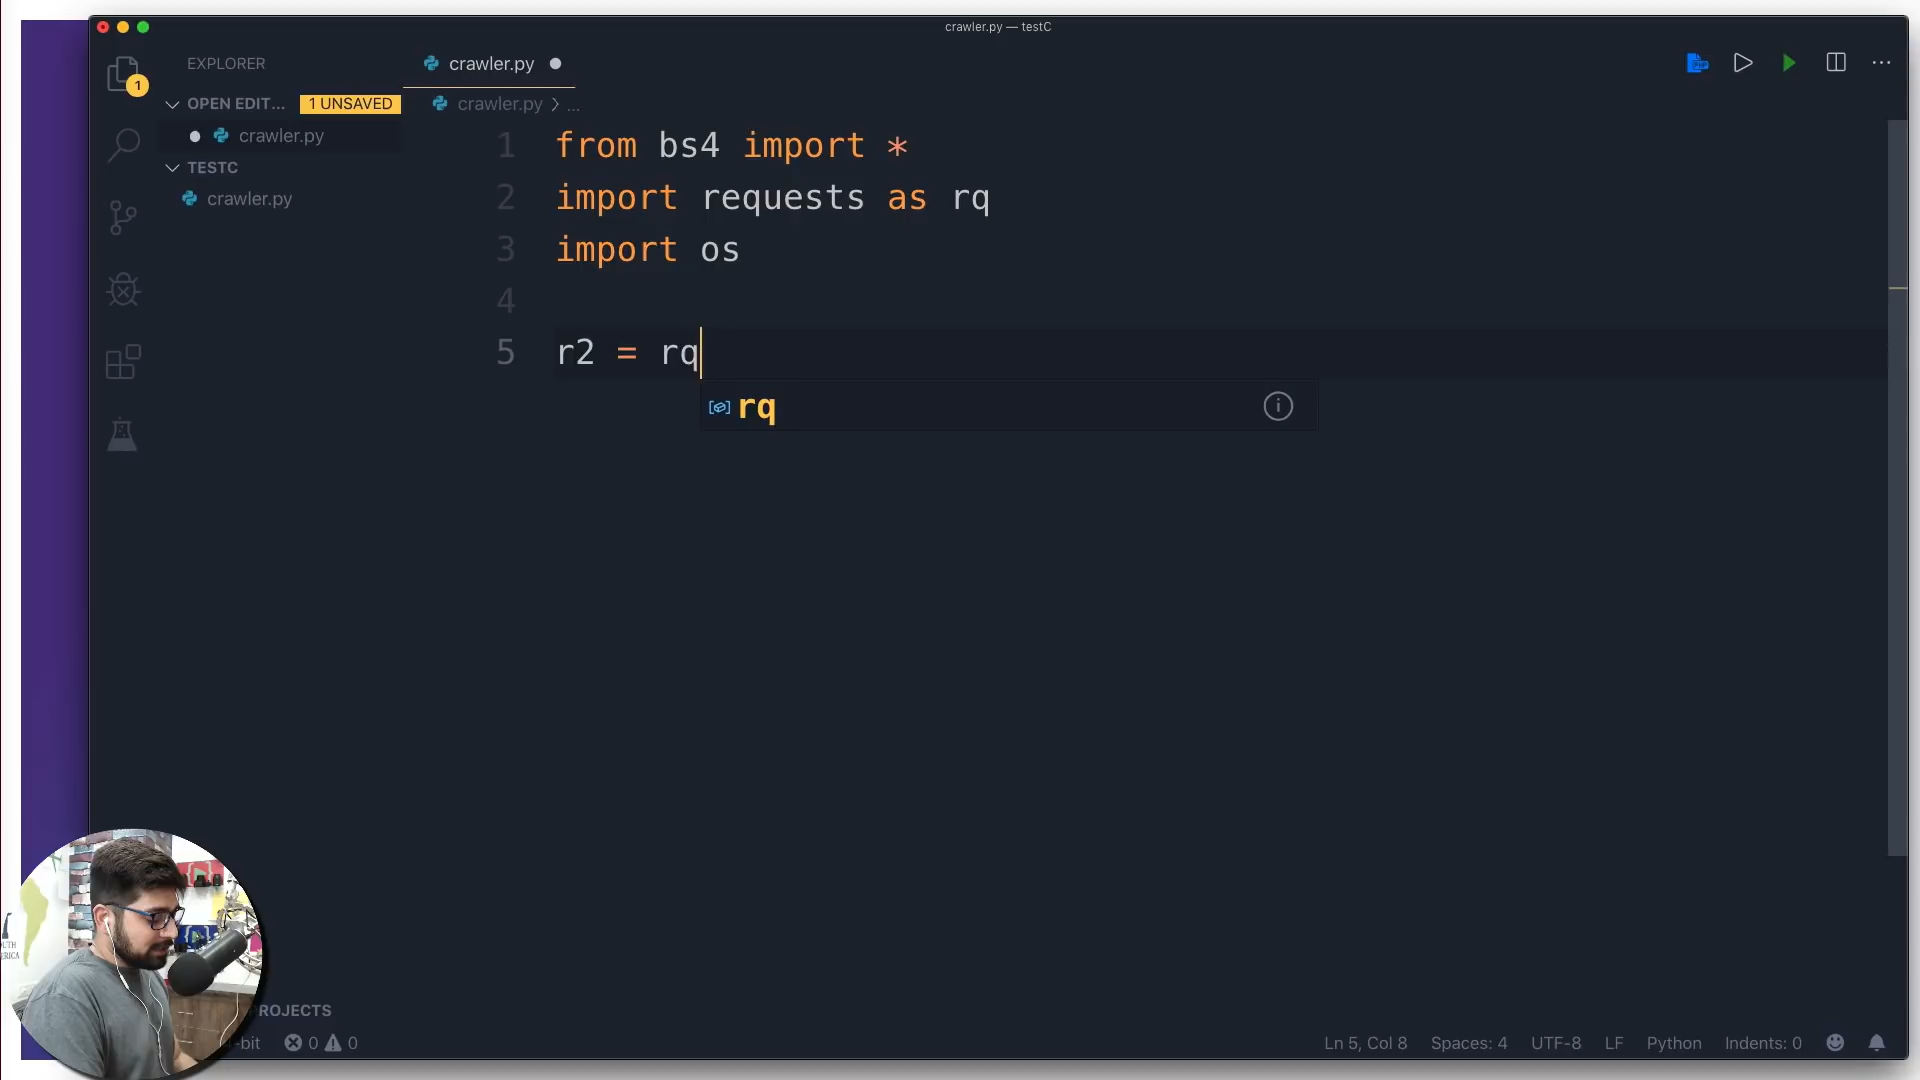 crawler.py — testC
EXPLORER
crawler.py
1
OPEN EDIT... 1 UNSAVED
crawler.py
TESTC
crawler.py
crawler.py > ...
1 from bs4 import *
2 import requests as rq
3 import os
4
5 r2 = rq
rq
ROJECTS
-bit 0 0
Ln 5, Col 8 Spaces: 4 UTF-8 LF Python Indents: 0